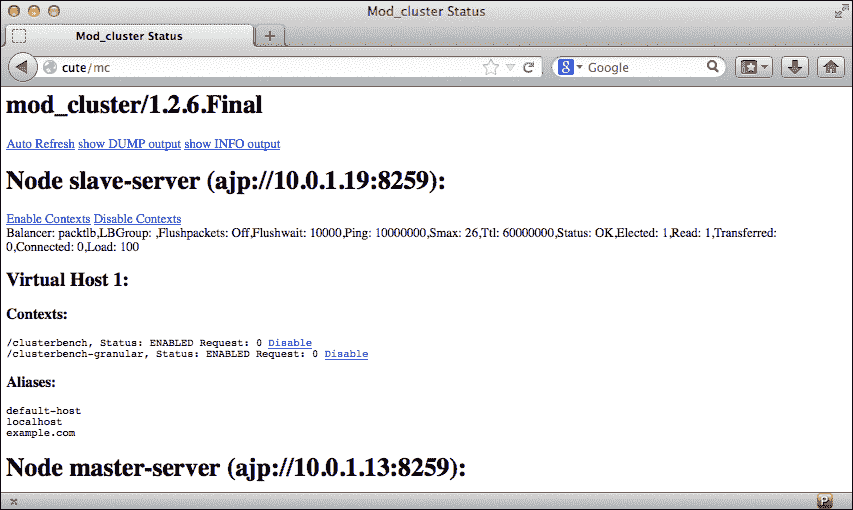 Mod_cluster Status
Mod_cluster Status
cute/mc
Google
mod_cluster/1.2.6.Final
Auto Refresh show DUMP output show INFO output
Node slave-server (ajp://10.0.1.19:8259):
Enable Contexts Disable Contexts
Balancer: packtlb,LBGroup: ,Flushpackets: Off,Flushwait: 10000,Ping: 10000000,Smax: 26,Ttl: 60000000,Status: OK,Elected: 1,Read: 1,Transferred:
0,Connected: 0,Load: 100
Virtual Host 1:
Contexts:
/clusterbench, Status: ENABLED Request: 0 Disable
/clusterbench-granular, Status: ENABLED Request: 0 Disable
Aliases:
default-host
localhost
example.com
Node master-server (ajp://10.0.1.13:8259):